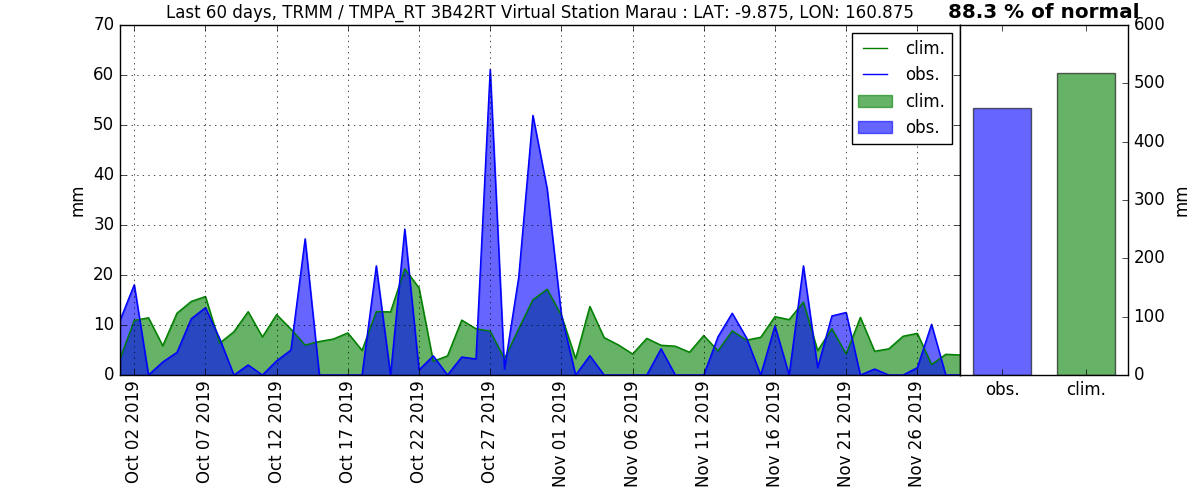 Last 60 days, TRMM / TMPA_RT 3B42RT Virtual Station Marau : LAT: -9.875, LON: 160.875
88.3 % of normal
70
60
50
40
30
20
10
0
mm
clim.
obs.
clim.
obs.
Oct 02 2019
Oct 07 2019
Oct 12 2019
Oct 17 2019
Oct 22 2019
Oct 27 2019
Nov 01 2019
Nov 06 2019
Nov 11 2019
Nov 16 2019
Nov 21 2019
Nov 26 2019
600
500
400
300
200
100
0
mm
obs.
clim.